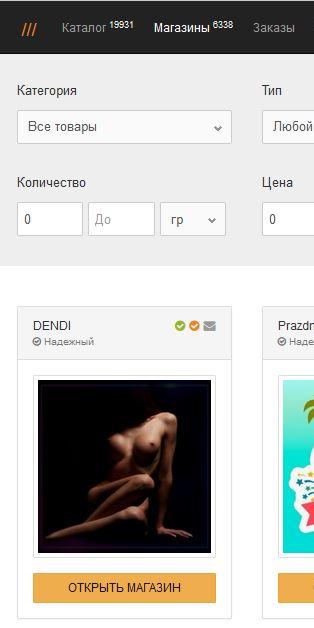 /// Каталог 19931 Магазины 6338 Заказы
Категория Тип
Все товары Любой
Количество Цена
0 До гр 0
DENDI Prazdn
Надежный Наде
ОТКРЫТЬ МАГАЗИН